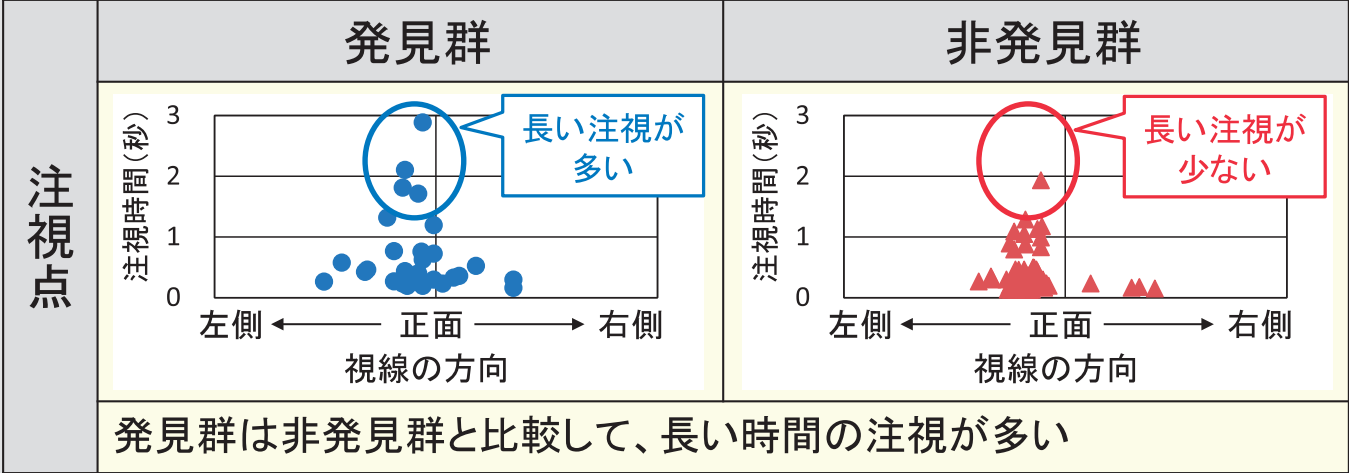 発見群
非発見群
注視点
注視時間(秒)
3
2
1
0
長い注視が
多い
左側
正面
右側
視線の方向
注視時間(秒)
3
2
1
0
長い注視が
少ない
左側
正面
右側
視線の方向
発見群は非発見群と比較して、長い時間の注視が多い